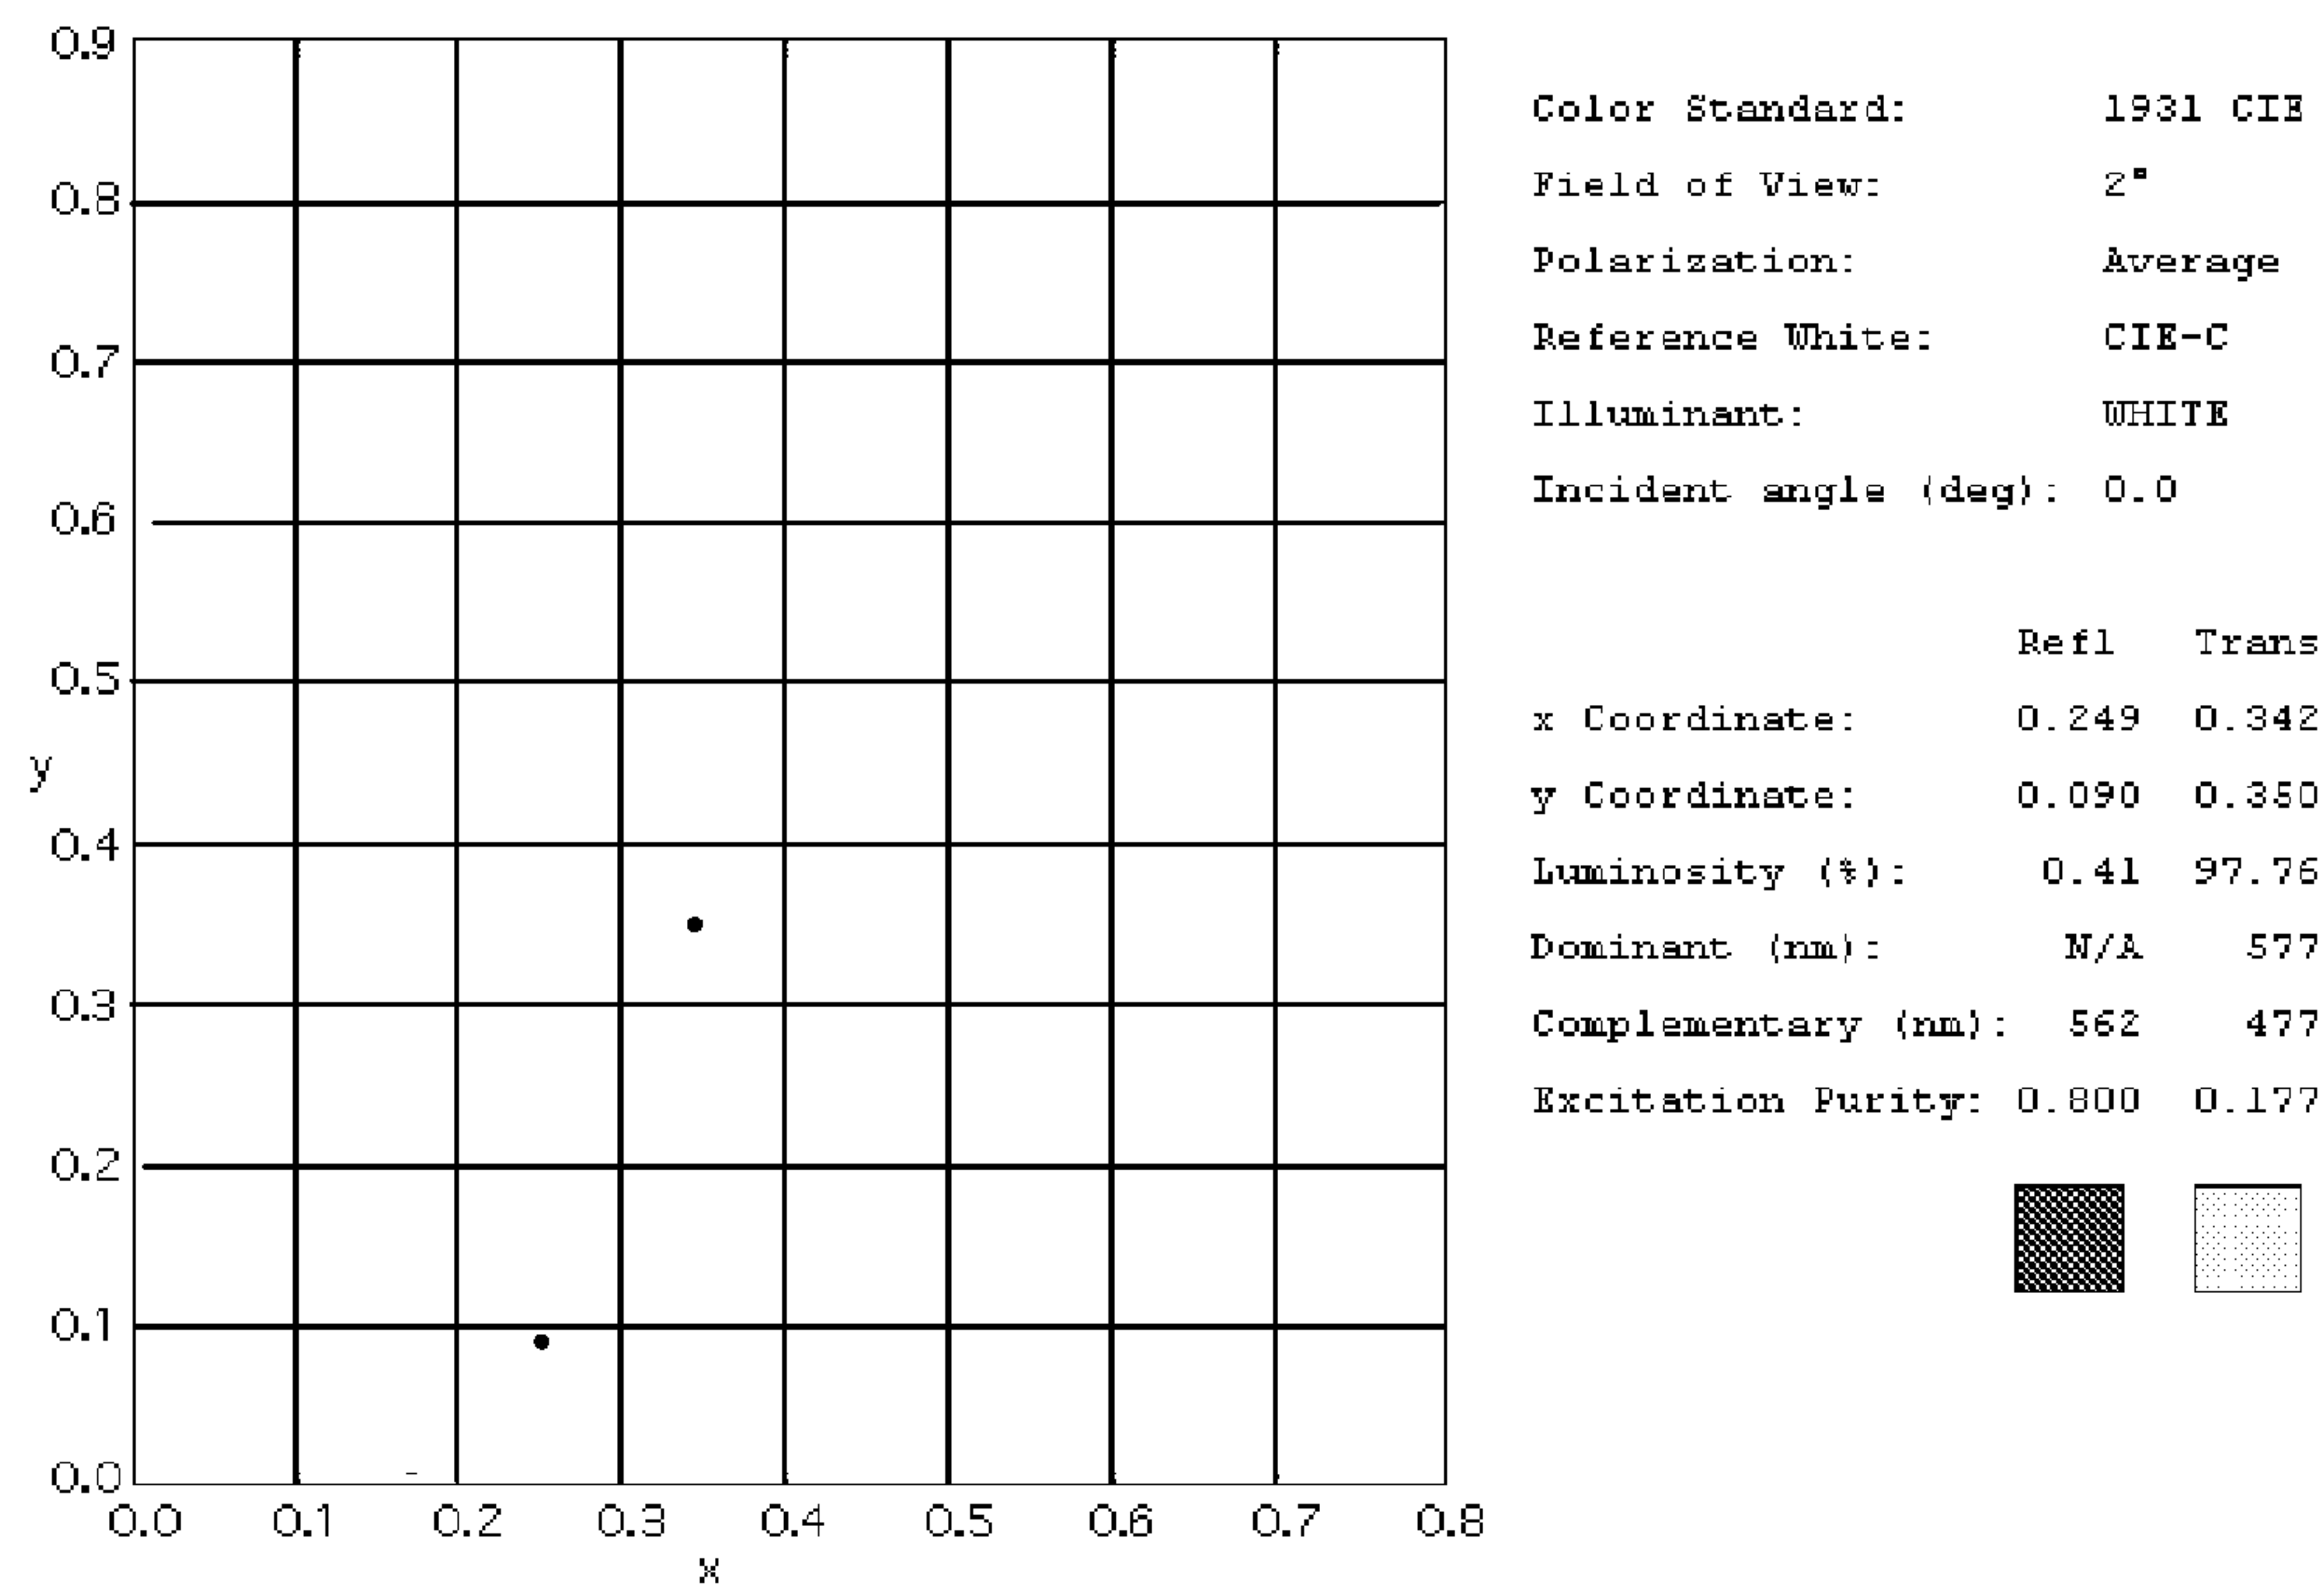 0.9
0.8
0.7
0.6
0.5
y
0.4
0.3
0.2
0.1
0.0
0.0 0.1 0.2 0.3 0.4 0.5 0.6 0.7 0.8
x
Color Standard: 1931 CIE
Field of View: 2°
Polarization: Average
Reference White: CIE-C
Illuminant: WHITE
Incident angle (deg): 0.0
Refl Trans
x Coordinate: 0.249 0.342
y Coordinate: 0.090 0.350
Luminosity (%): 0.41 97.76
Dominant (nm): N/A 577
Complementary (nm): 562 477
Excitation Purity: 0.800 0.177